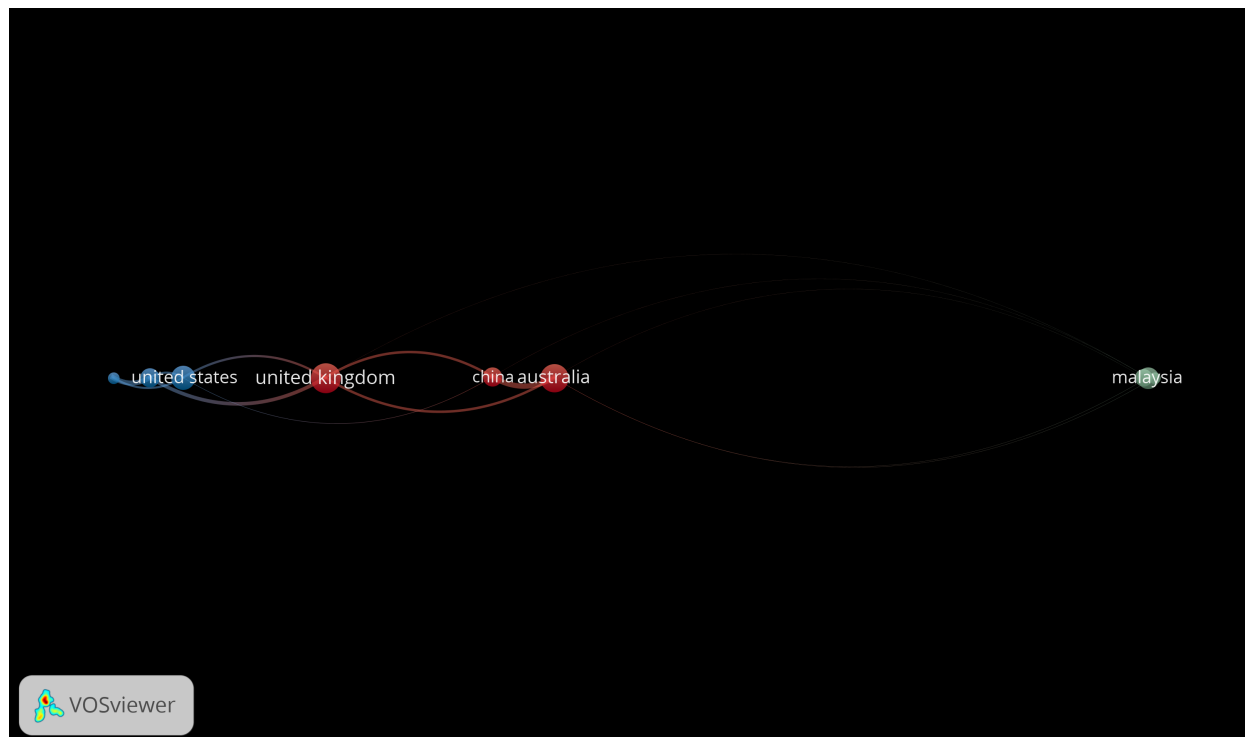 united states
united kingdom
china
australia
malaysia
VOSviewer